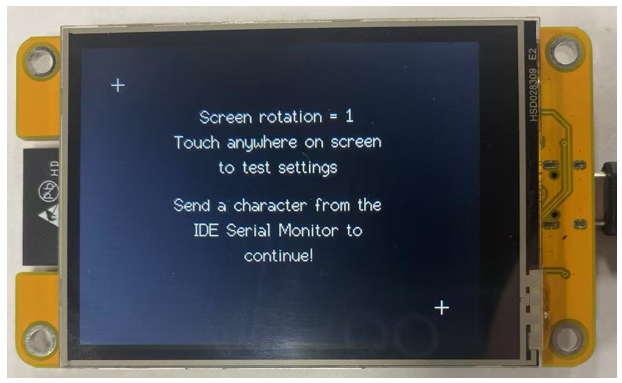 Screen rotation = 1
Touch anywhere on screen
to test settings
Send a character from the
IDE Serial Monitor to
continue!
HSD028309 E2
Pb
HD